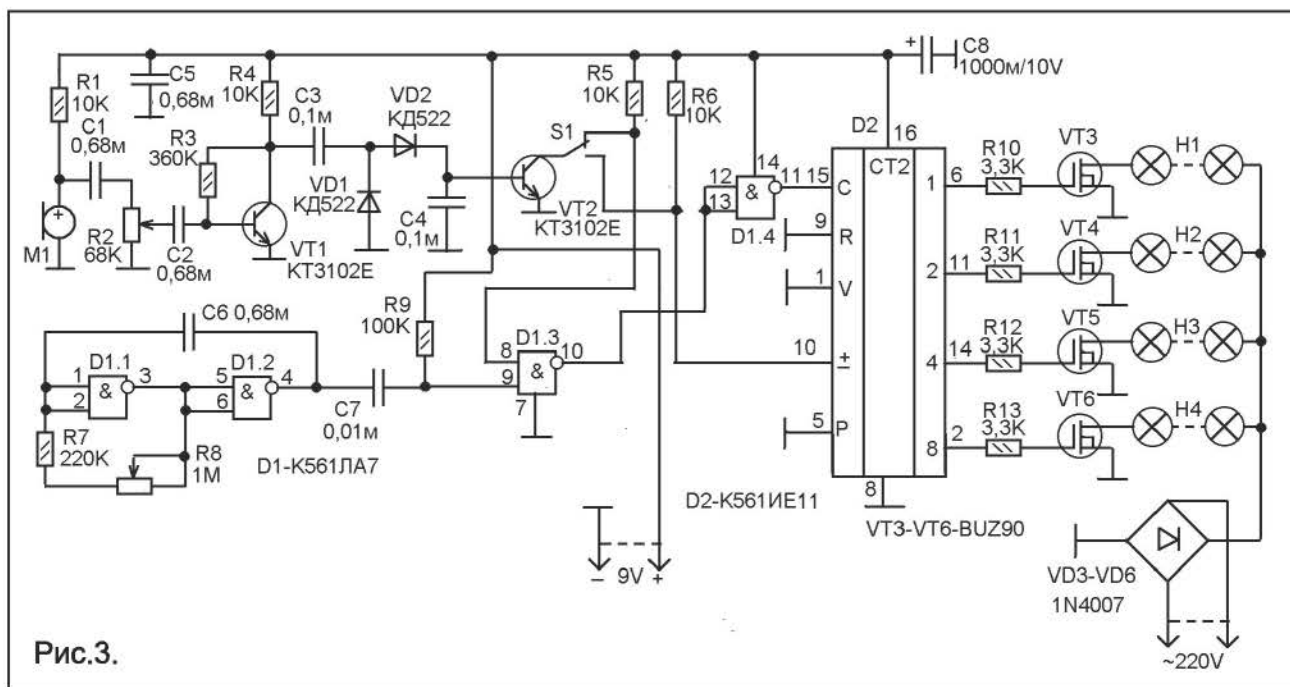 R1
10K
C5
0,68м
R4
10K
C3
0,1м
VD2
КД522
R5
10K
R6
10K
+
C8
1000м/10V
C1
0,68м
R3
360K
S1
D2
16
VD1
КД522
C4
0,1м
VT2
КТ3102Е
+
M1
R2
68K
C2
0,68м
VT1
КТ3102Е
14
12
13
&
11
D1.4
15
C
9
R
1
V
10
±
5
P
CT2
1
2
4
8
8
6
R10
3,3K
VT3
H1
11
R11
3,3K
VT4
H2
14
R12
3,3K
VT5
H3
2
R13
3,3K
VT6
H4
C6 0,68м
R9
100K
D1.1
1
2
&
3
D1.2
5
6
&
4
C7
0,01м
D1.3
8
9
&
10
7
R7
220K
R8
1M
D1-К561ЛА7
D2-К561ИЕ11
VT3-VT6-BUZ90
– 9V +
VD3-VD6
1N4007
~220V
Рис.3.